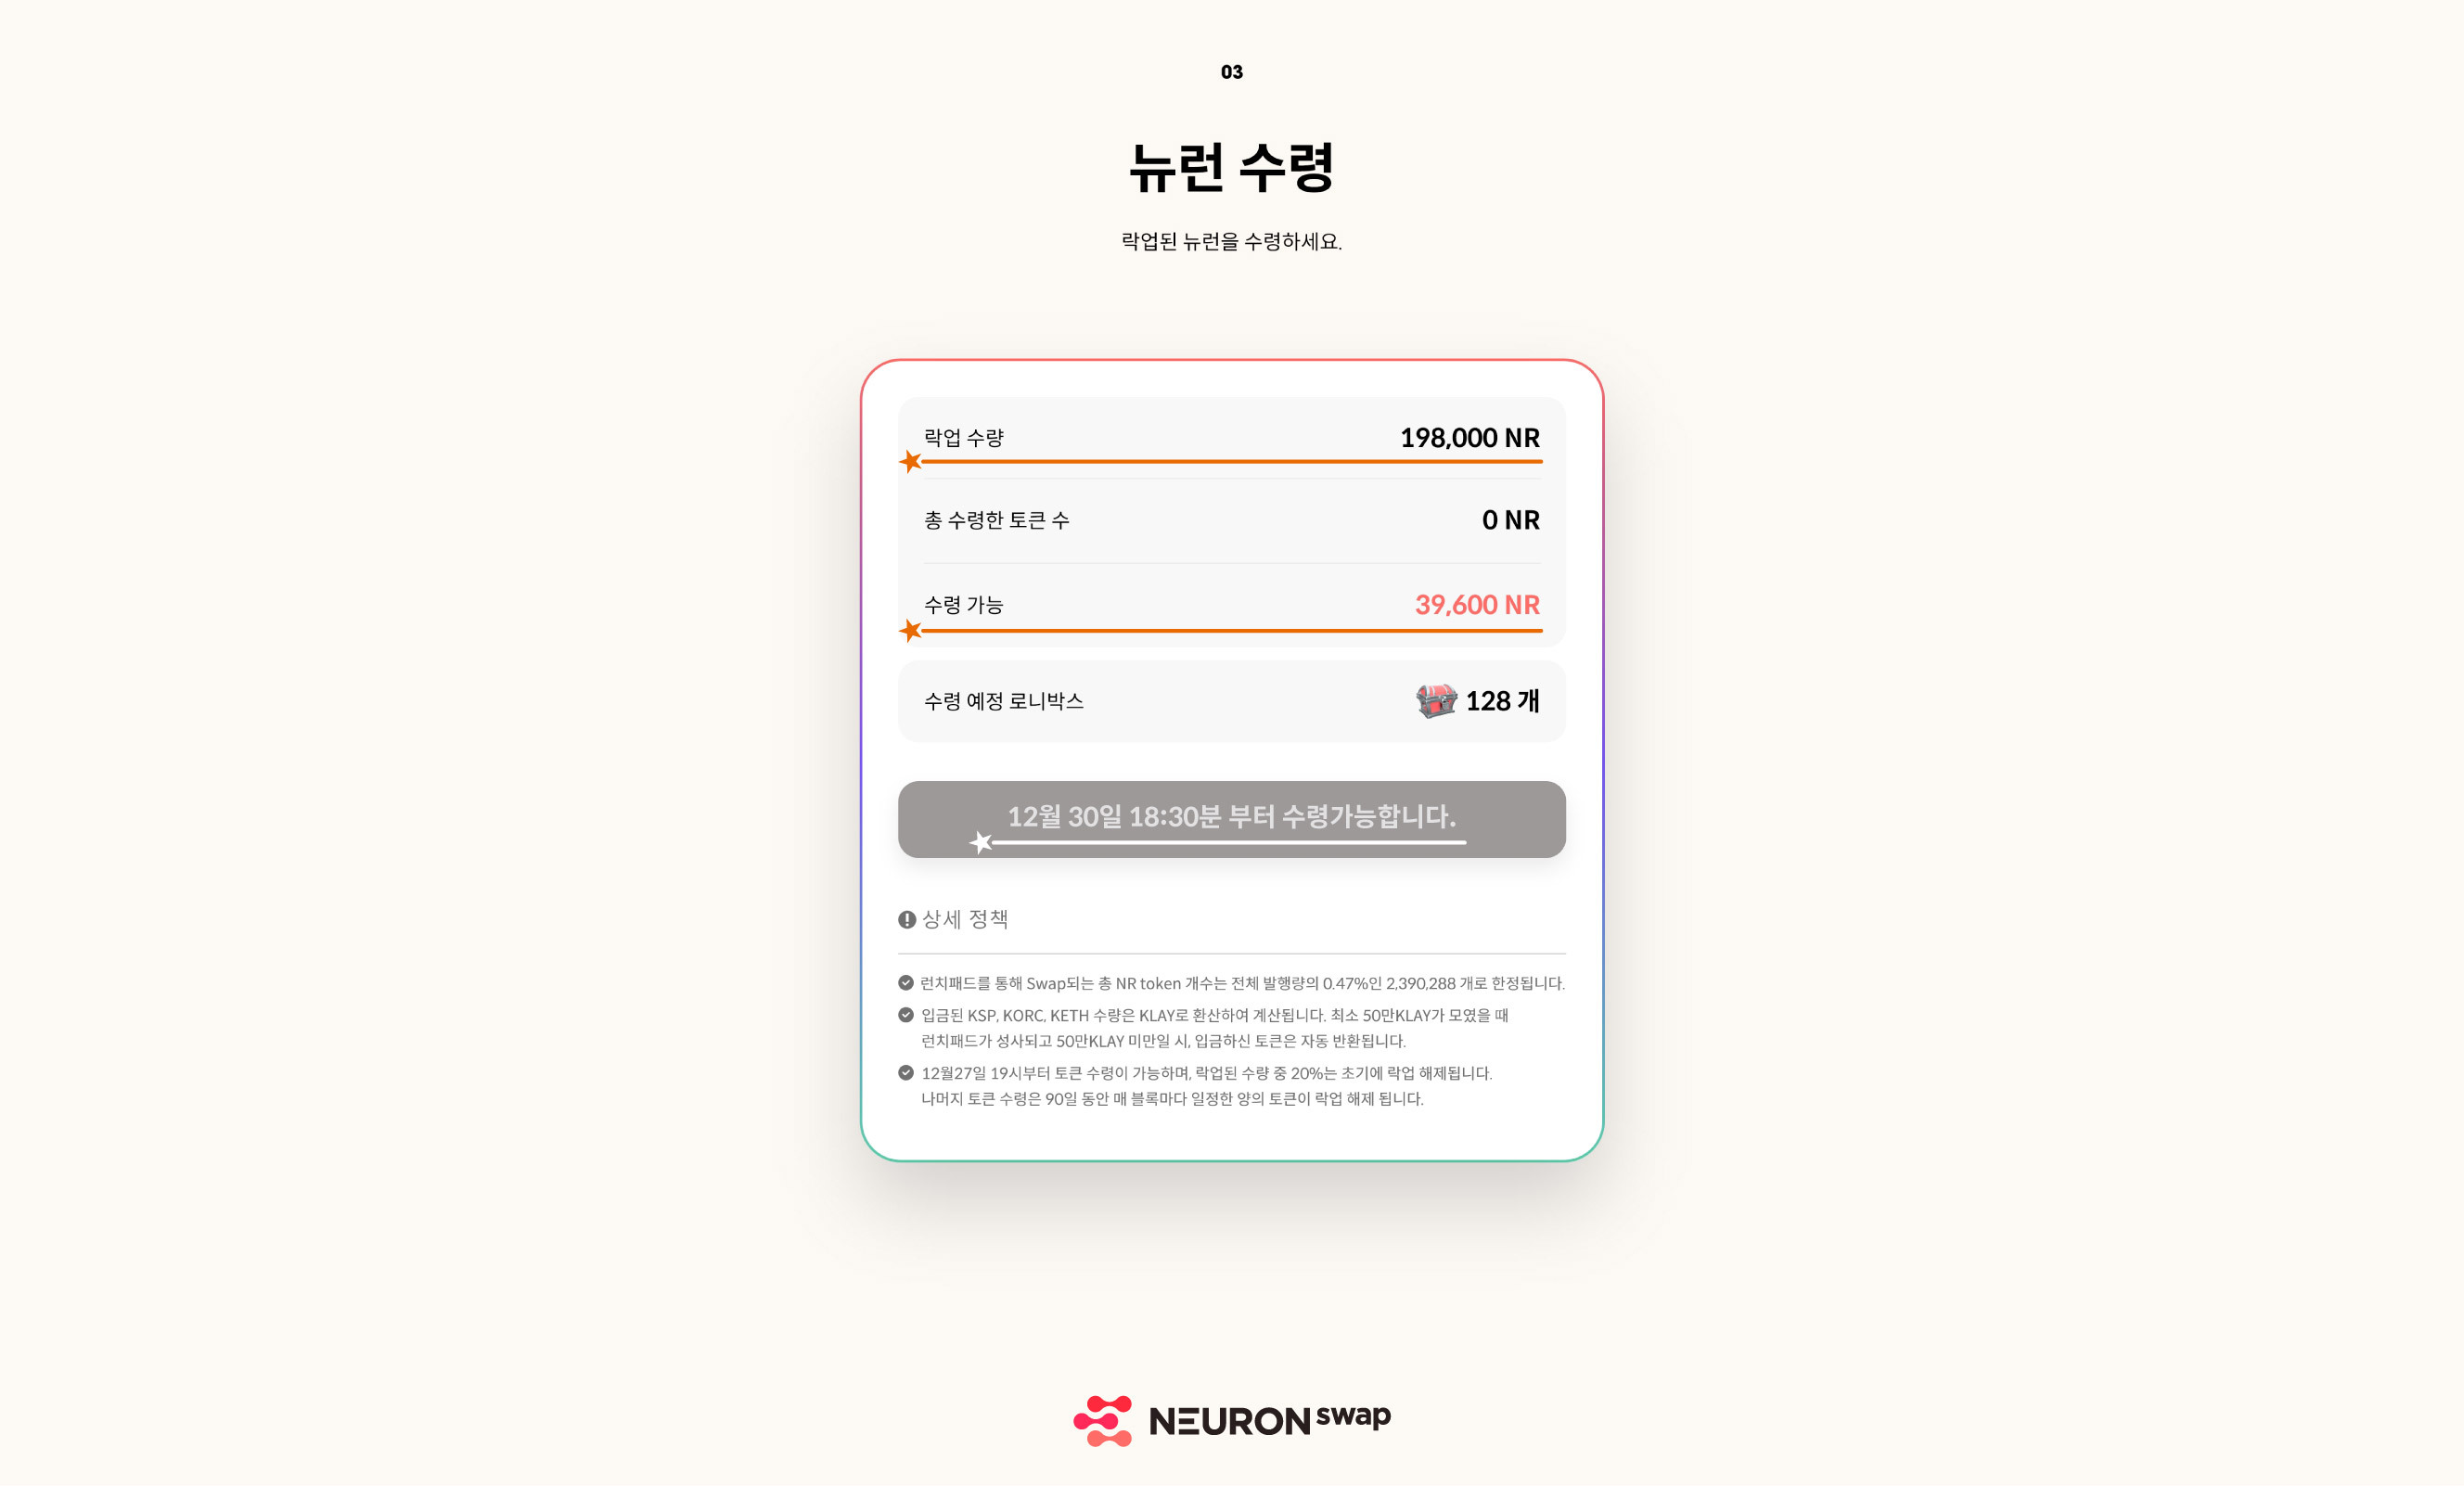 03
뉴런 수령
락업된 뉴런을 수령하세요.
락업 수량 198,000 NR
총 수령한 토큰 수 0 NR
수령 가능 39,600 NR
수령 예정 로니박스 128 개
12월 30일 18:30분 부터 수령가능합니다.
상세 정책
런치패드를 통해 Swap되는 총 NR token 개수는 전체 발행량의 0.47%인 2,390,288 개로 한정됩니다.
입금된 KSP, KORC, KETH 수량은 KLAY로 환산하여 계산됩니다. 최소 50만KLAY가 모였을 때
런치패드가 성사되고 50만KLAY 미만일 시, 입금하신 토큰은 자동 반환됩니다.
12월27일 19시부터 토큰 수령이 가능하며, 락업된 수량 중 20%는 초기에 락업 해제됩니다.
나머지 토큰 수령은 90일 동안 매 블록마다 일정한 양의 토큰이 락업 해제 됩니다.
NEURON swap